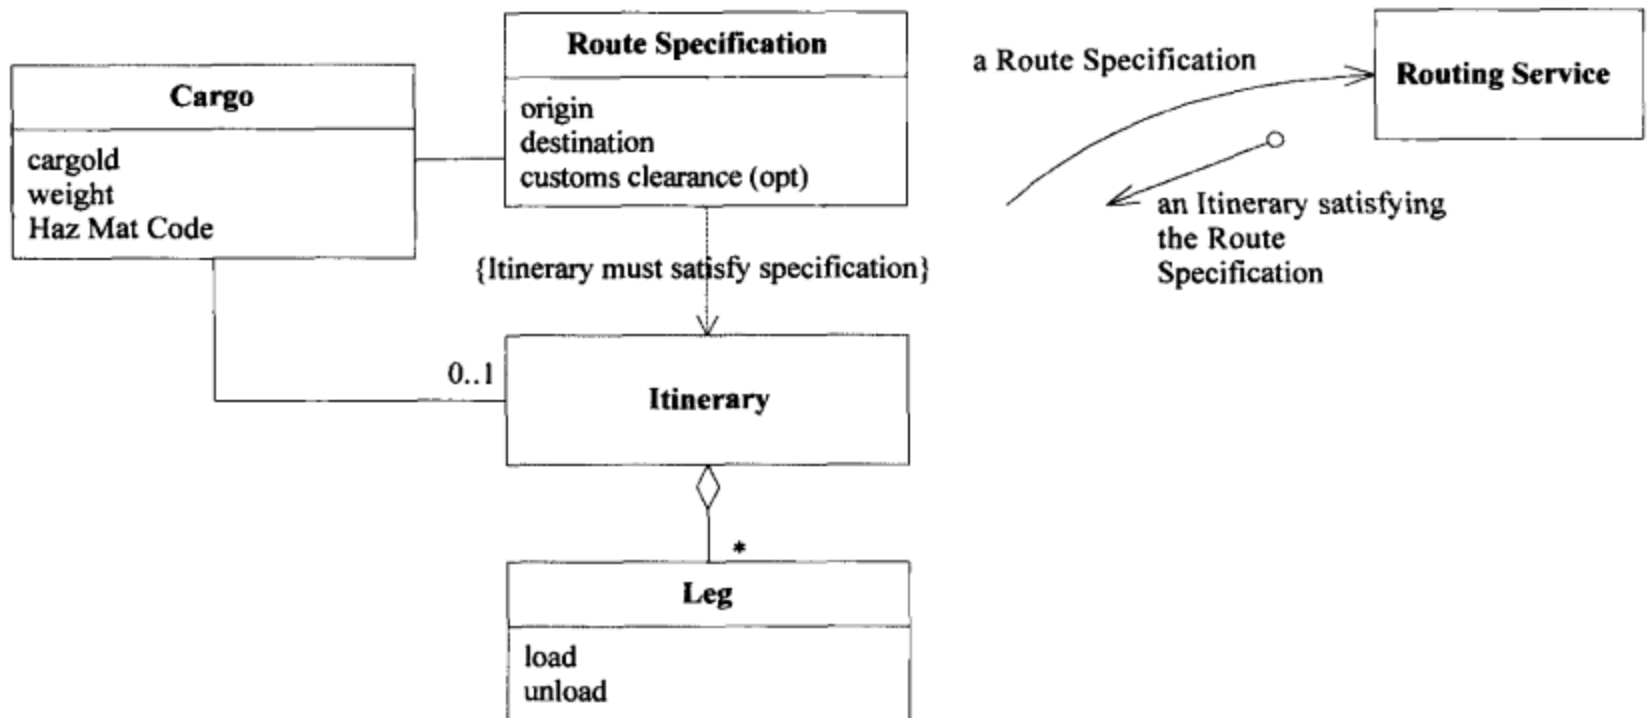 Cargo
cargold
weight
Haz Mat Code
Route Specification
origin
destination
customs clearance (opt)
{Itinerary must satisfy specification}
0..1
Itinerary
*
Leg
load
unload
a Route Specification
Routing Service
an Itinerary satisfying
the Route
Specification